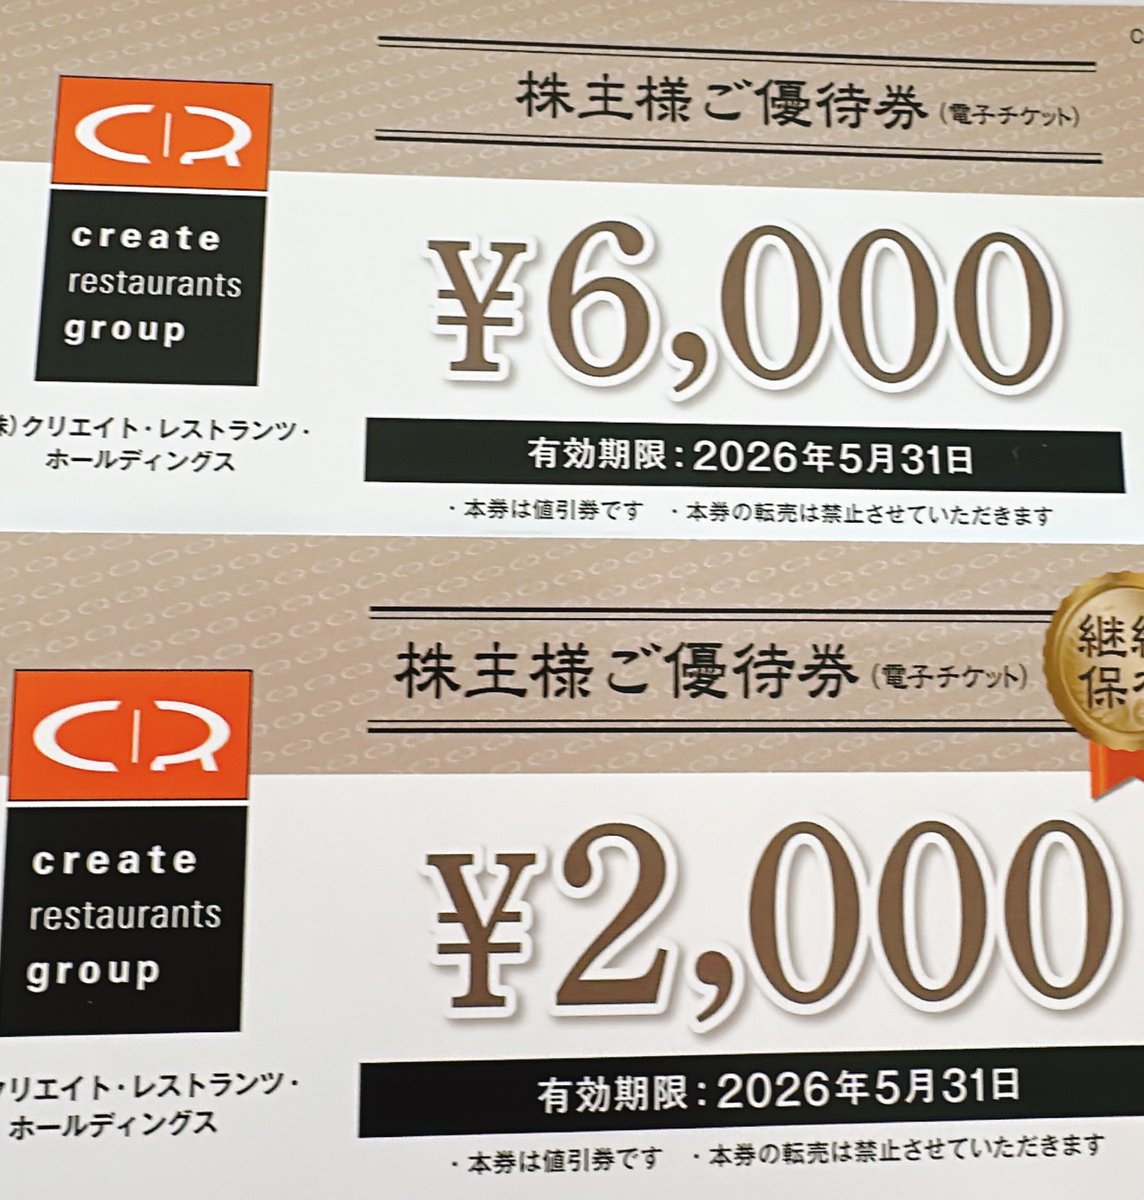 株主様ご優待券(電子チケット)
CR
create
restaurants
group
¥6,000
株)クリエイト・レストランツ・
ホールディングス
有効期限：2026年5月31日
・本券は値引券です ・本券の転売は禁止させていただきます
継
保
株主様ご優待券(電子チケット)
CR
create
restaurants
group
¥2,000
クリエイト・レストランツ・
ホールディングス
有効期限：2026年5月31日
・本券は値引券です ・本券の転売は禁止させていただきます